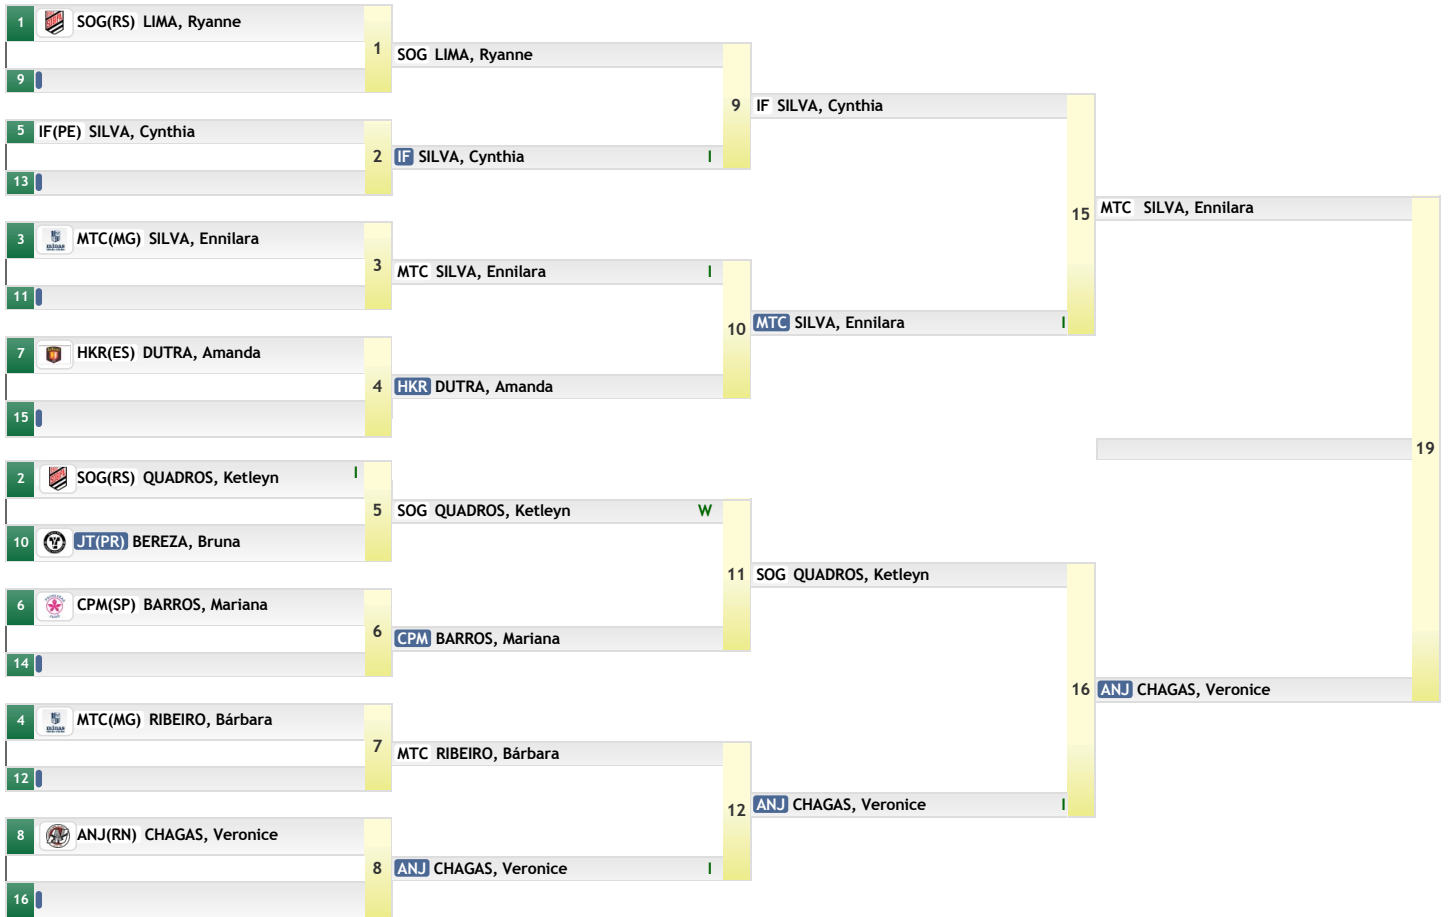 1 SOG(RS) LIMA, Ryanne
1
SOG LIMA, Ryanne
9
9 IF SILVA, Cynthia
5 IF(PE) SILVA, Cynthia
2 IF SILVA, Cynthia I
13
15 MTC SILVA, Ennilara
3 MTC(MG) SILVA, Ennilara
3 MTC SILVA, Ennilara I
11
10 MTC SILVA, Ennilara I
7 HKR(ES) DUTRA, Amanda
4 HKR DUTRA, Amanda
15
19
2 SOG(RS) QUADROS, Ketleyn I
5 SOG QUADROS, Ketleyn W
10 JT(PR) BEREZA, Bruna
11 SOG QUADROS, Ketleyn
6 CPM(SP) BARROS, Mariana
6 CPM BARROS, Mariana
14
16 ANJ CHAGAS, Veronice
4 MTC(MG) RIBEIRO, Bárbara
7 MTC RIBEIRO, Bárbara
12
12 ANJ CHAGAS, Veronice I
8 ANJ(RN) CHAGAS, Veronice
8 ANJ CHAGAS, Veronice I
16